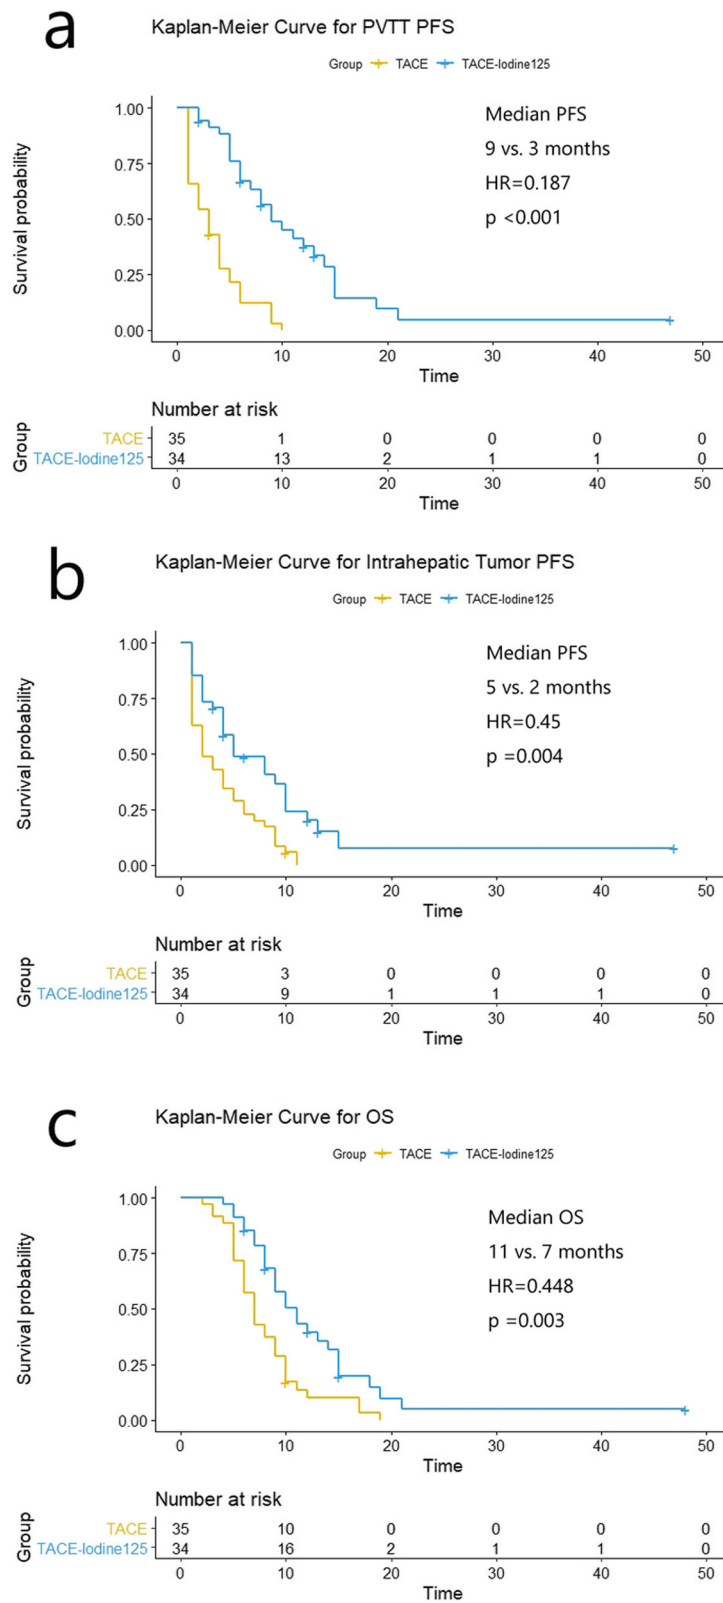 a
Kaplan-Meier Curve for PVTT PFS
Group TACE TACE-Iodine125
Survival probability
1.00
0.75
0.50
0.25
0.00
Median PFS
9 vs. 3 months
HR=0.187
p <0.001
0 10 20 30 40 50
Time
Number at risk
Group
TACE 35 1 0 0 0 0
TACE-Iodine125 34 13 2 1 1 0
0 10 20 30 40 50
Time
b
Kaplan-Meier Curve for Intrahepatic Tumor PFS
Group TACE TACE-Iodine125
Survival probability
1.00
0.75
0.50
0.25
0.00
Median PFS
5 vs. 2 months
HR=0.45
p =0.004
0 10 20 30 40 50
Time
Number at risk
Group
TACE 35 3 0 0 0 0
TACE-Iodine125 34 9 1 1 1 0
0 10 20 30 40 50
Time
c
Kaplan-Meier Curve for OS
Group TACE TACE-Iodine125
Survival probability
1.00
0.75
0.50
0.25
0.00
Median OS
11 vs. 7 months
HR=0.448
p =0.003
0 10 20 30 40 50
Time
Number at risk
Group
TACE 35 10 0 0 0 0
TACE-Iodine125 34 16 2 1 1 0
0 10 20 30 40 50
Time